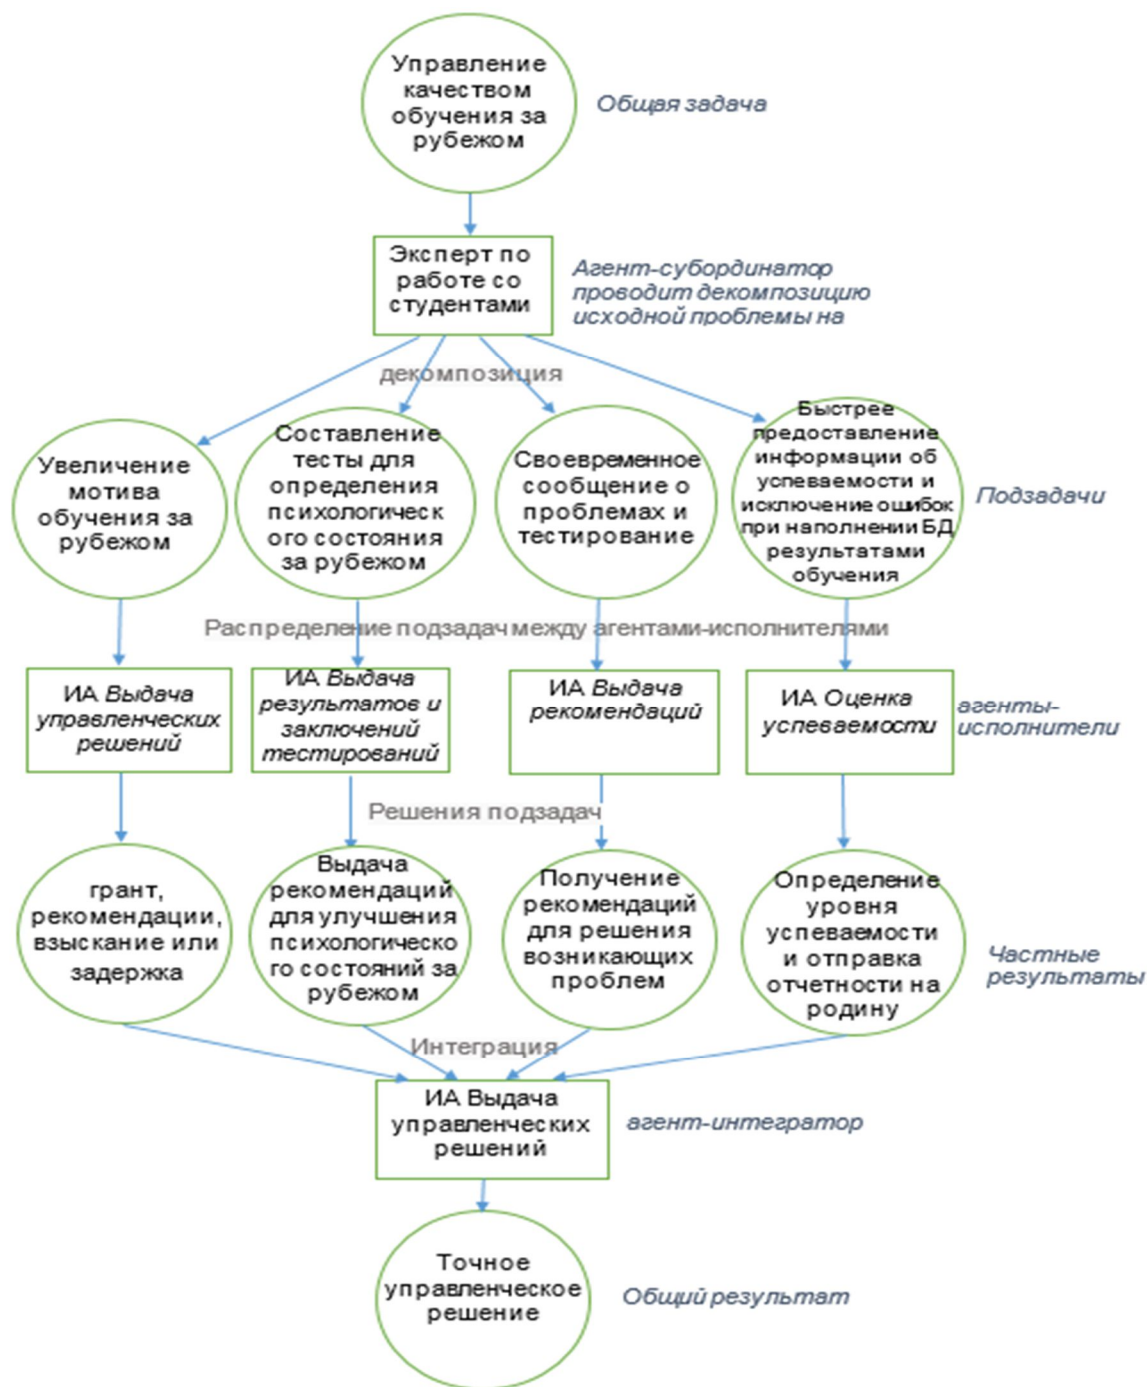 Управление
качеством
обучения за
рубежом
Общая задача
Эксперт по
работе со
студентами
Агент-субординатор
проводит декомпозицию
исходной проблемы на
декомпозиция
Увеличение
мотива
обучения за
рубежом
Составление
тесты для
определения
психологическ
ого состояния
за рубежом
Своевременное
сообщение о
проблемах и
тестирование
Быстрее
предоставление
информации об
успеваемости и
исключение ошибок
при наполнении БД
результатами
обучения
Подзадачи
Распределение подзадач между агентами-исполнителями
ИА Выдача
управленческих
решений
ИА Выдача
результатов и
заключений
тестирований
ИА Выдача
рекомендаций
ИА Оценка
успеваемости
агенты-
исполнители
Решения подзадач
грант,
рекомендации,
взыскание или
задержка
Выдача
рекомендаций
для улучшения
психологическо
го состояний за
рубежом
Получение
рекомендаций
для решения
возникающих
проблем
Определение
уровня
успеваемости
и отправка
отчетности на
родину
Частные
результаты
Интеграция
ИА Выдача
управленческих
решений
агент-интегратор
Точное
управленческое
решение
Общий результат